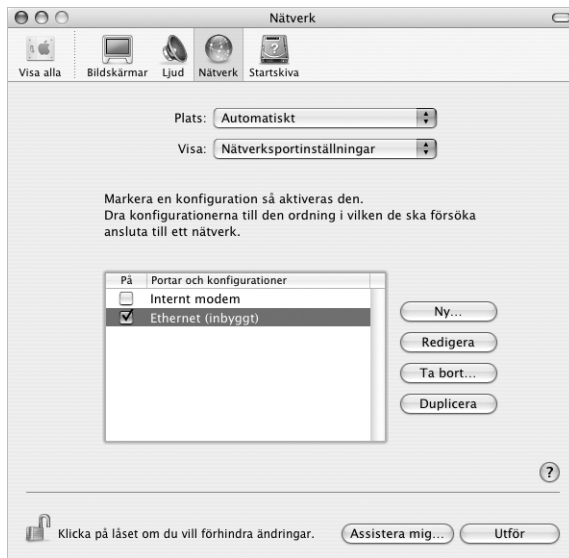 Nätverk
Visa alla
Bildskärmar
Ljud
Nätverk
Startskiva
Plats: Automatiskt
Visa: Nätverksportinställningar
Markera en konfiguration så aktiveras den.
Dra konfigurationerna till den ordning i vilken de ska försöka
ansluta till ett nätverk.
På Portar och konfigurationer
Internt modem
Ethernet (inbyggt)
Ny...
Redigera
Ta bort...
Duplicera
?
Klicka på låset om du vill förhindra ändringar.
Assistera mig...
Utför